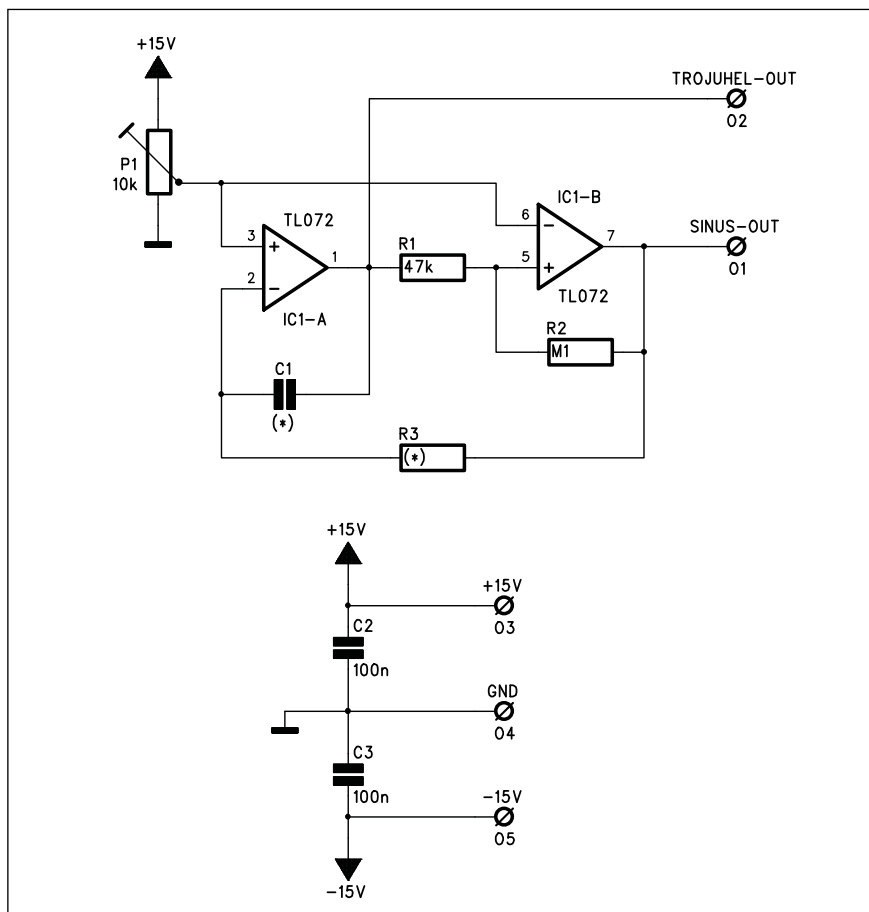 +15V
TROJUHEL-OUT
O2
P1
10k
IC1-B
TL072
6
-
7
SINUS-OUT
3
+
1
R1
47k
5
+
O1
2
-
TL072
IC1-A
R2
M1
C1
(*)
R3
(*)
+15V
+15V
C2
O3
100n
GND
O4
C3
100n
-15V
O5
-15V